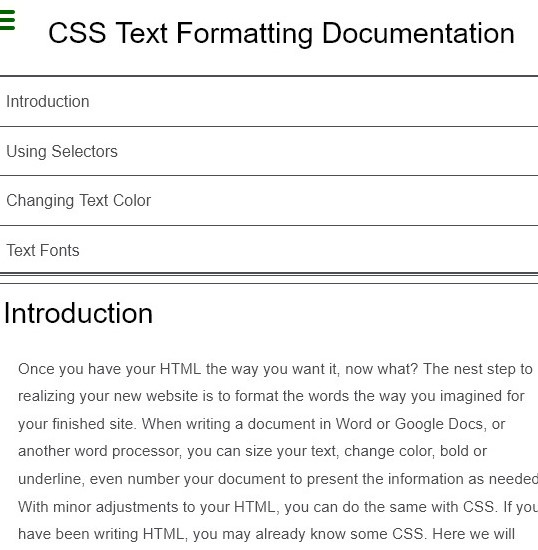 CSS Text Formatting Documentation
Introduction
Using Selectors
Changing Text Color
Text Fonts
Introduction
Once you have your HTML the way you want it, now what? The nest step to
realizing your new website is to format the words the way you imagined for
your finished site. When writing a document in Word or Google Docs, or
another word processor, you can size your text, change color, bold or
underline, even number your document to present the information as needed
With minor adjustments to your HTML, you can do the same with CSS. If you
have been writing HTML, you may already know some CSS. Here we will